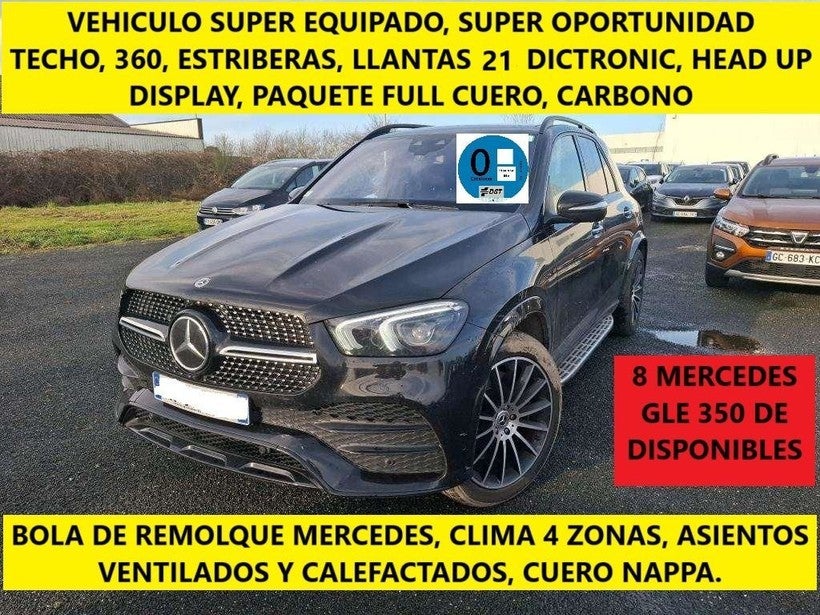 VEHICULO SUPER EQUIPADO, SUPER OPORTUNIDAD
TECHO, 360, ESTRIBERAS, LLANTAS 21 DICTRONIC, HEAD UP
DISPLAY, PAQUETE FULL CUERO, CARBONO
0
DGT
GC-683-KC
8 MERCEDES
GLE 350 DE
DISPONIBLES
BOLA DE REMOLQUE MERCEDES, CLIMA 4 ZONAS, ASIENTOS
VENTILADOS Y CALEFACTADOS, CUERO NAPPA.